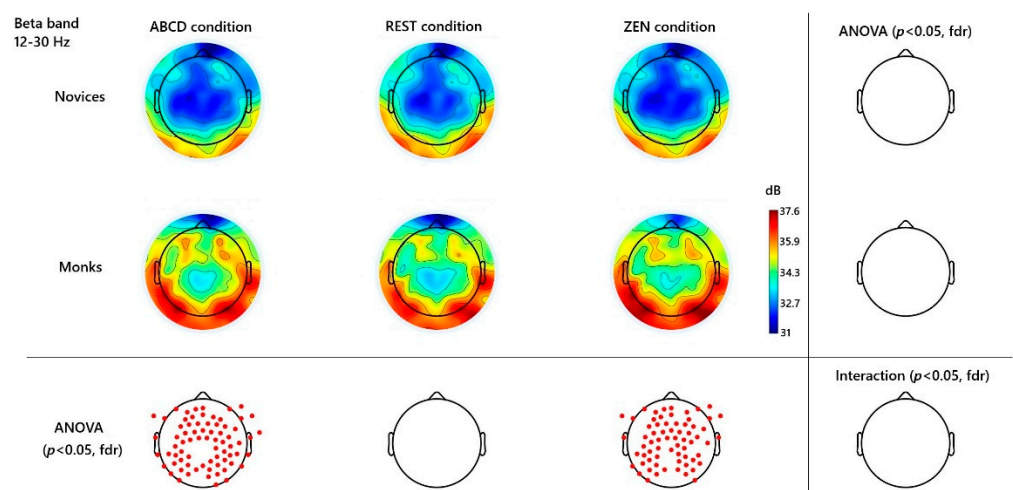 Beta band
12-30 Hz
ABCD condition
REST condition
ZEN condition
ANOVA (p<0.05, fdr)
Novices
dB
37.6
35.9
34.3
32.7
31
Monks
Interaction (p<0.05, fdr)
ANOVA
(p<0.05, fdr)